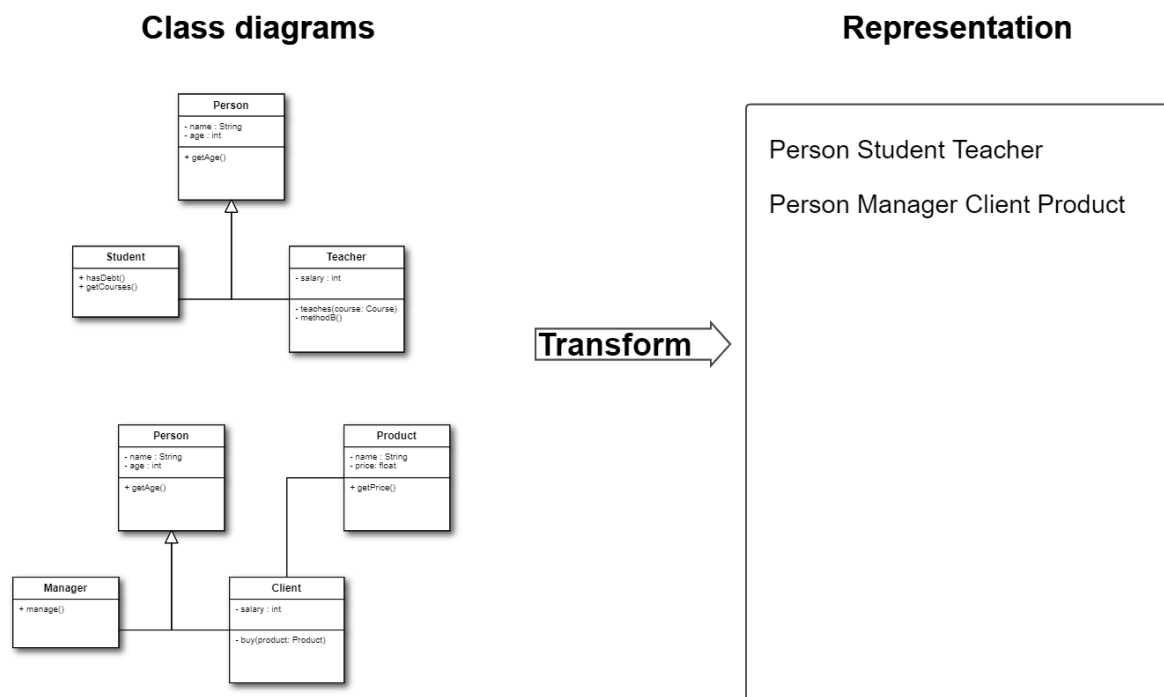 Class diagrams
Representation
Person
- name : String
- age : int
+ getAge()
Student
+ hasDebt()
+ getCourses()
Teacher
- salary : int
- teaches(course: Course)
- methodB()
Person
- name : String
- age : int
+ getAge()
Product
- name : String
- price: float
+ getPrice()
Manager
+ manage()
Client
- salary : int
- buy(product: Product)
Transform
Person Student Teacher
Person Manager Client Product